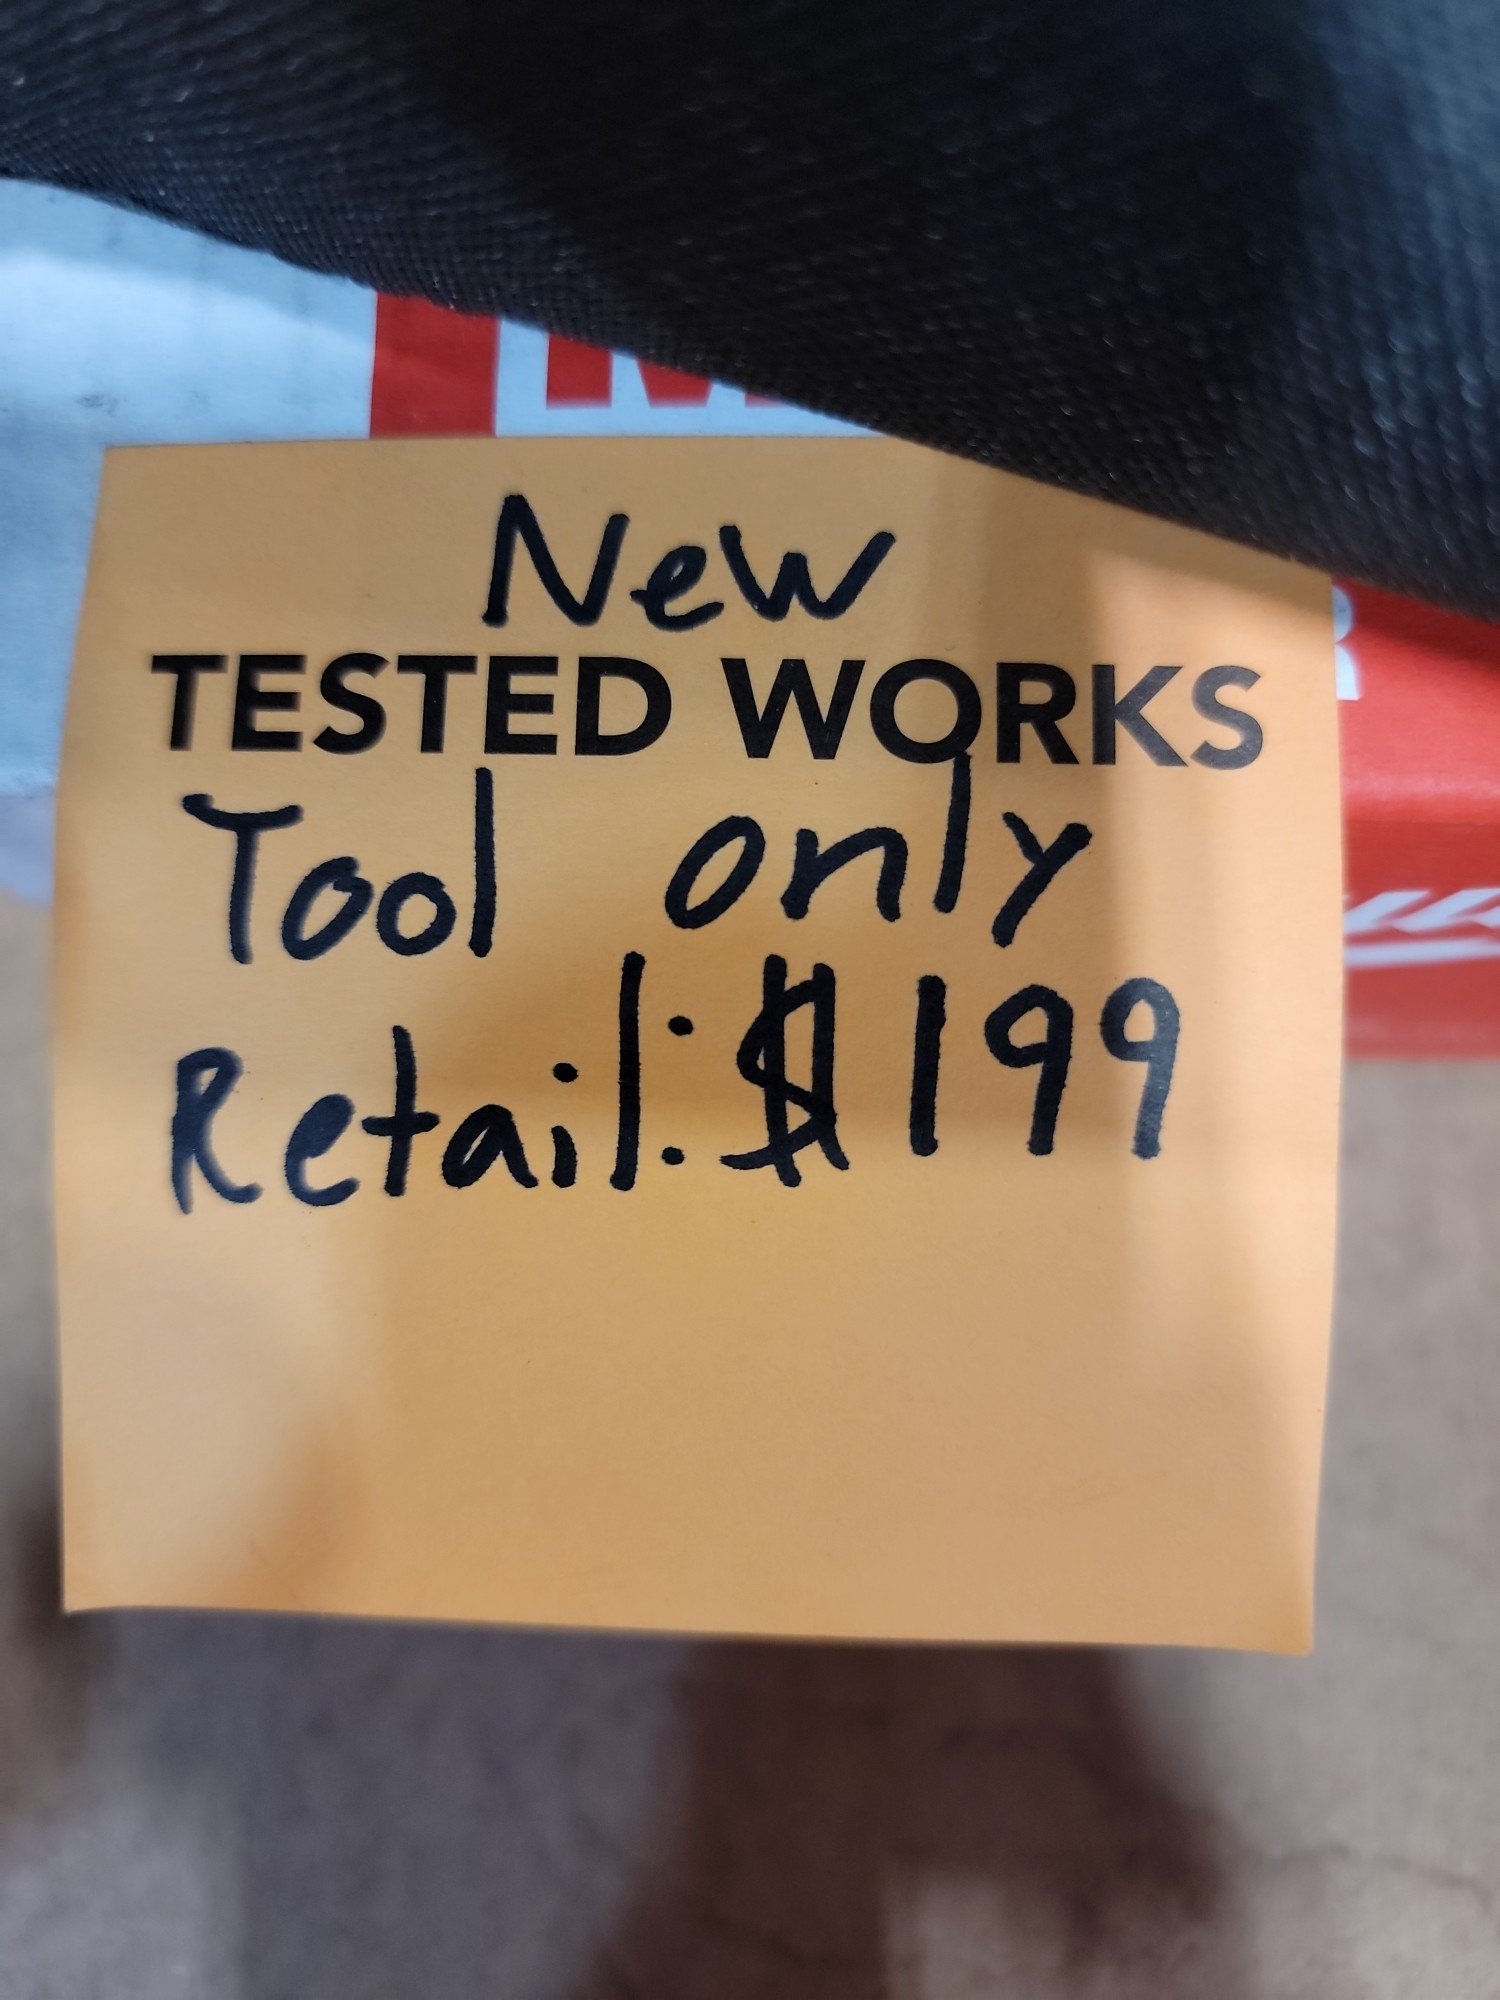 New
TESTED WORKS
Tool only
Retail: $199